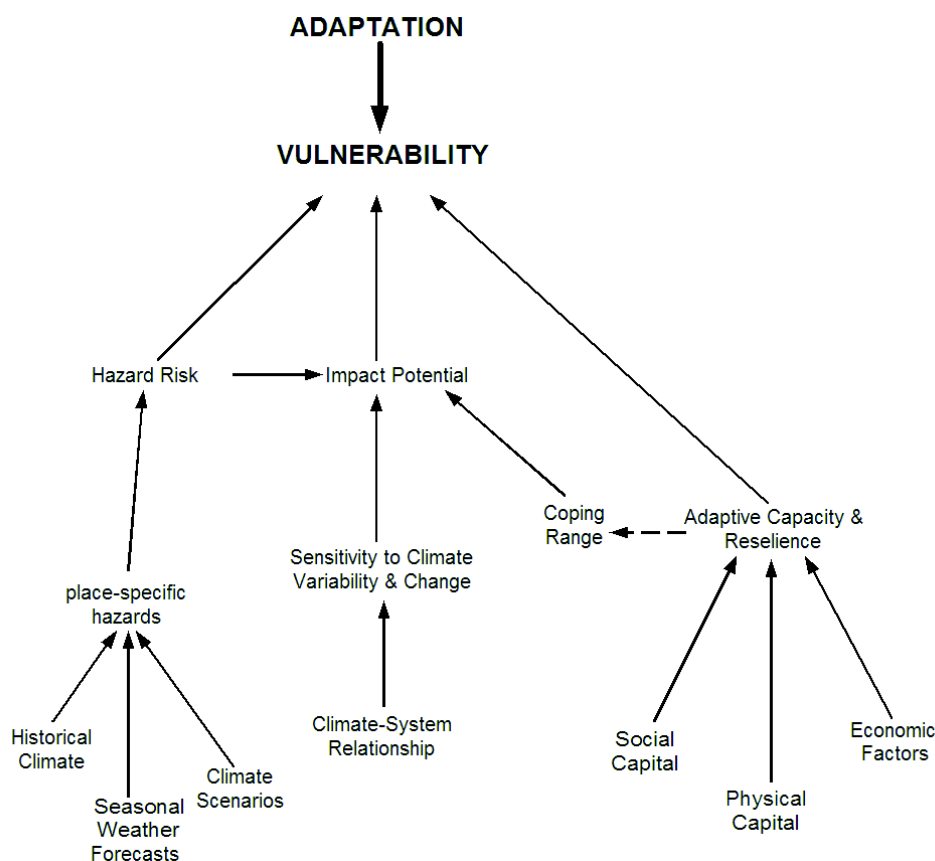 ADAPTATION
VULNERABILITY
Hazard Risk
Impact Potential
Coping
Range
Adaptive Capacity &
Reselience
Sensitivity to Climate
Variability & Change
place-specific
hazards
Historical
Climate
Seasonal
Weather
Forecasts
Climate
Scenarios
Climate-System
Relationship
Social
Capital
Physical
Capital
Economic
Factors